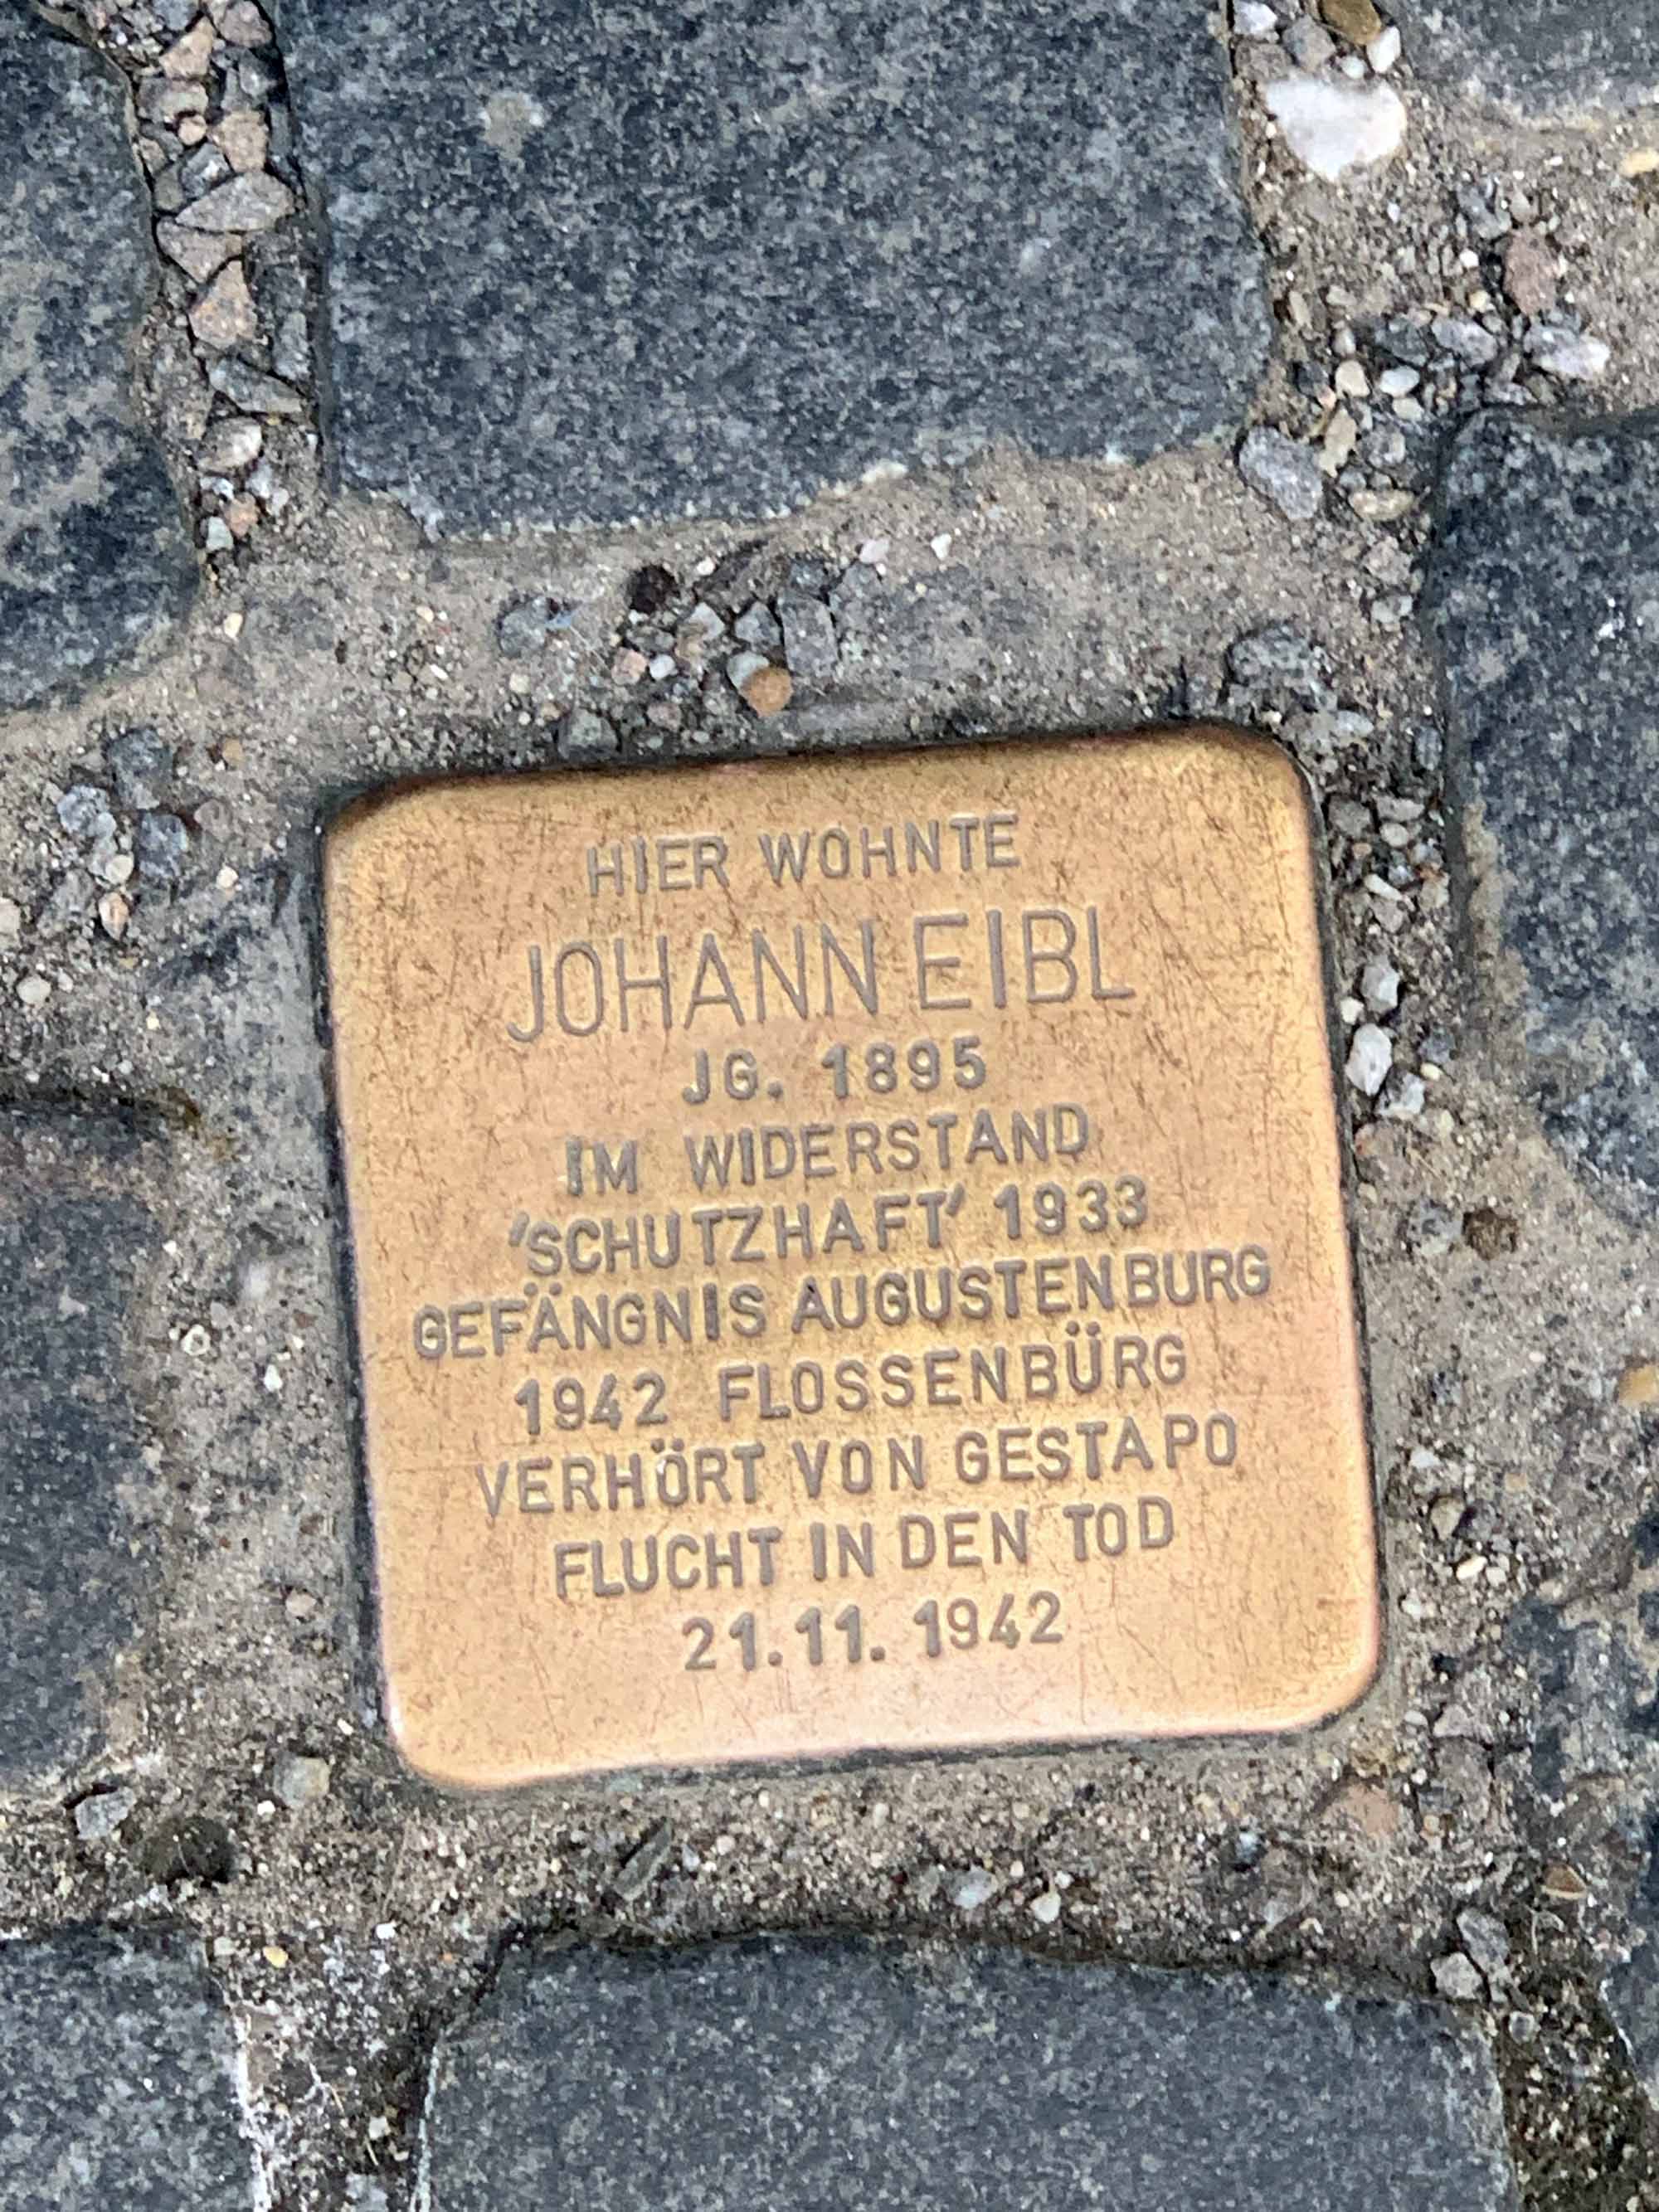 HIER WOHNTE
JOHANN EIBL
JG. 1895
IM WIDERSTAND
'SCHUTZHAFT' 1933
GEFÄNGNIS AUGUSTENBURG
1942 FLOSSENBÜRG
VERHÖRT VON GESTAPO
FLUCHT IN DEN TOD
21.11.1942